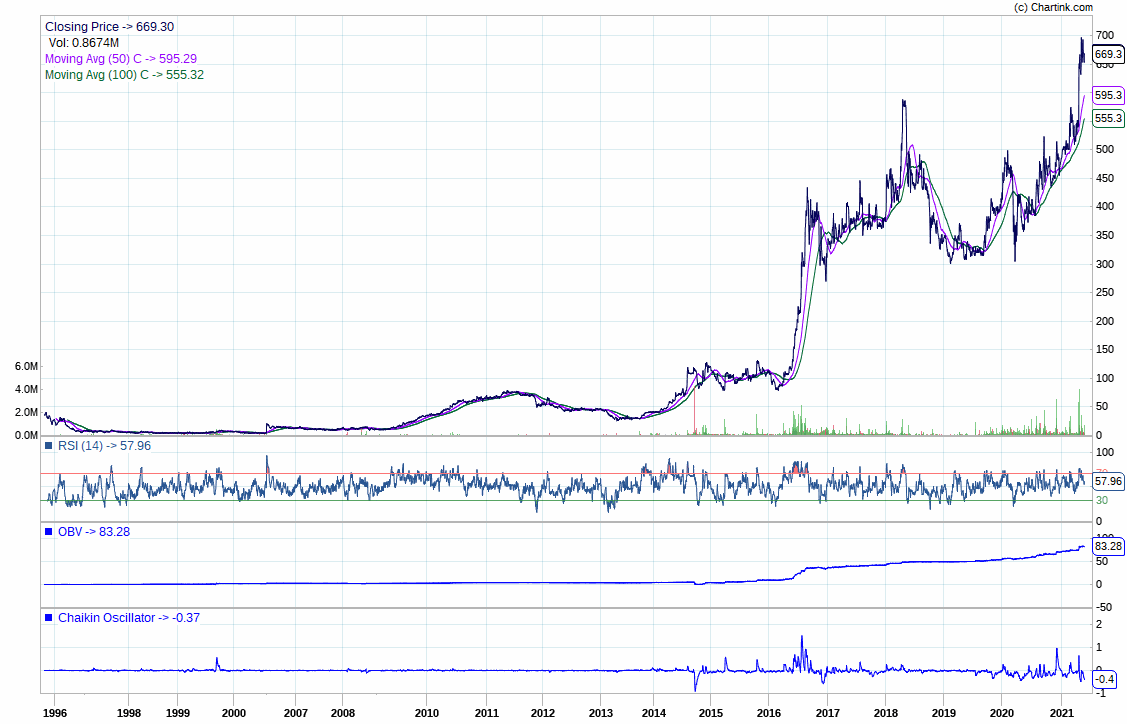 (c) Chartink.com
Closing Price -> 669.30
Vol: 0.8674M
Moving Avg (50) C -> 595.29
Moving Avg (100) C -> 555.32
700
669.3
650
595.3
555.3
500
450
400
350
300
250
200
150
100
50
0
6.0M
4.0M
2.0M
0.0M
RSI (14) -> 57.96
100
70
57.96
30
0
OBV -> 83.28
100
83.28
50
0
-50
Chaikin Oscillator -> -0.37
2
1
0
-0.4
-1
1996 1998 1999 2000 2007 2008 2010 2011 2012 2013 2014 2015 2016 2017 2018 2019 2020 2021